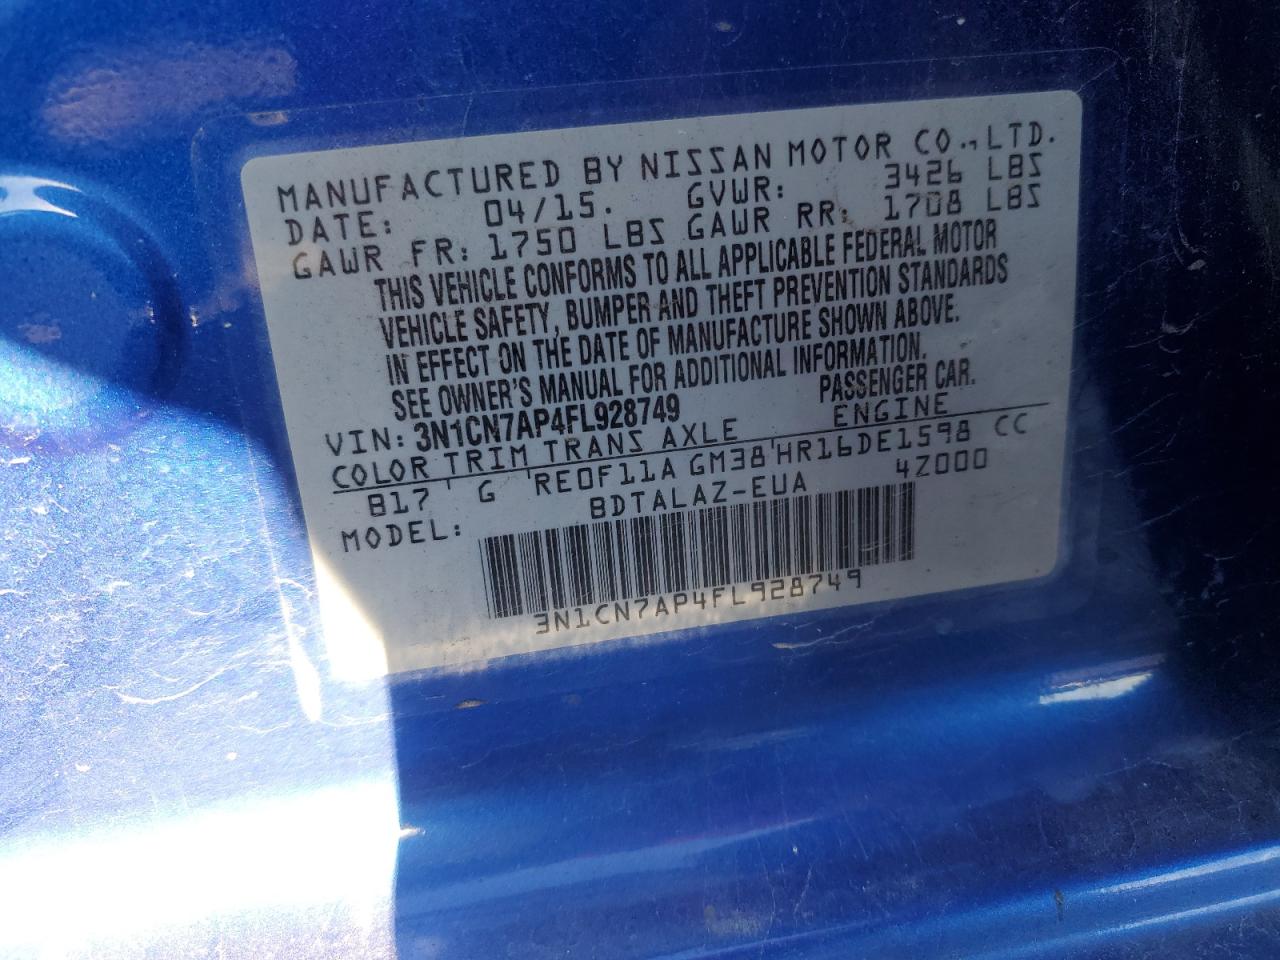 MANUFACTURED BY NISSAN MOTOR CO., LTD.
DATE: 04/15. GVWR: 3426 LBS
GAWR FR: 1750 LBS GAWR RR: 1708 LBS
THIS VEHICLE CONFORMS TO ALL APPLICABLE FEDERAL MOTOR
VEHICLE SAFETY, BUMPER AND THEFT PREVENTION STANDARDS
IN EFFECT ON THE DATE OF MANUFACTURE SHOWN ABOVE.
SEE OWNER'S MANUAL FOR ADDITIONAL INFORMATION.
VIN: 3N1CN7AP4FL928749 PASSENGER CAR.
COLOR TRIM TRANS AXLE ENGINE
B17 ' G 'RE0F11A GM38'HR16DE1598 CC
MODEL: BDTALAZ-EUA 4Z000
3N1CN7AP4FL928749